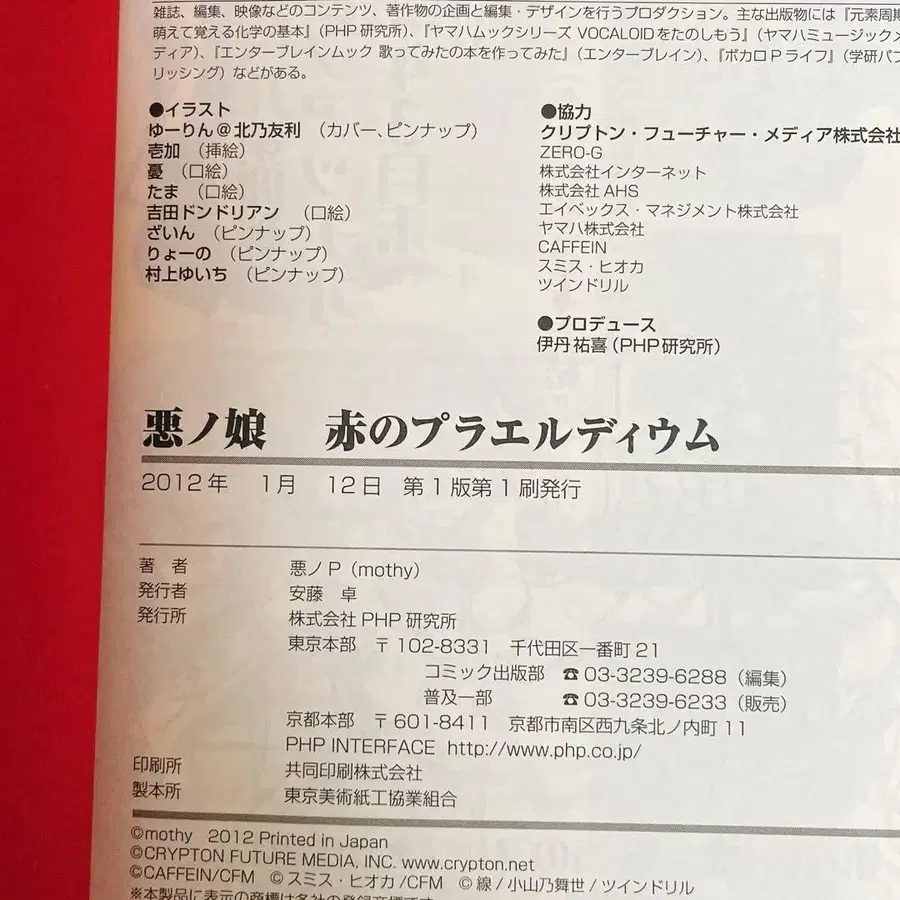 雑誌、編集、映像などのコンテンツ、著作物の企画と編集・デザインを行うプロダクション。主な出版物には『元素周期
萌えて覚える化学の基本』(PHP研究所)、『ヤマハムックシリーズ VOCALOIDをたのしもう』(ヤマハミュージックメ
ディア)、『エンターブレインムック 歌ってみたの本を作ってみた』(エンターブレイン)、『ボカロPライフ』(学研パブ
リッシング)などがある。
●イラスト
ゆーりん@北乃友利 (カバー、ピンナップ)
壱加 (挿絵)
憂 (口絵)
たま (口絵)
吉田ドンドリアン (口絵)
ざいん (ピンナップ)
りょーの (ピンナップ)
村上ゆいち (ピンナップ)
●協力
クリプトン・フューチャー・メディア株式会社
ZERO-G
株式会社インターネット
株式会社 AHS
エイベックス・マネジメント株式会社
ヤマハ株式会社
CAFFEIN
スミス・ヒオカ
ツインドリル
●プロデュース
伊丹祐喜(PHP研究所)
悪ノ娘 赤のプラエルディウム
2012年 1月 12日 第1版第1刷発行
著 者 悪ノP(mothy)
発行者 安藤 卓
発行所 株式会社PHP研究所
東京本部 〒102-8331 千代田区一番町21
コミック出版部 ☎03-3239-6288(編集)
普及一部 ☎03-3239-6233(販売)
京都本部 〒601-8411 京都市南区西九条北ノ内町11
PHP INTERFACE http://www.php.co.jp/
印刷所 共同印刷株式会社
製本所 東京美術紙工協業組合
©mothy 2012 Printed in Japan
©CRYPTON FUTURE MEDIA, INC. www.crypton.net
©CAFFEIN/CFM ©スミス・ヒオカ/CFM ©線/小山乃舞世/ツインドリル
※本製品に表示の商標は各社の登録商標です